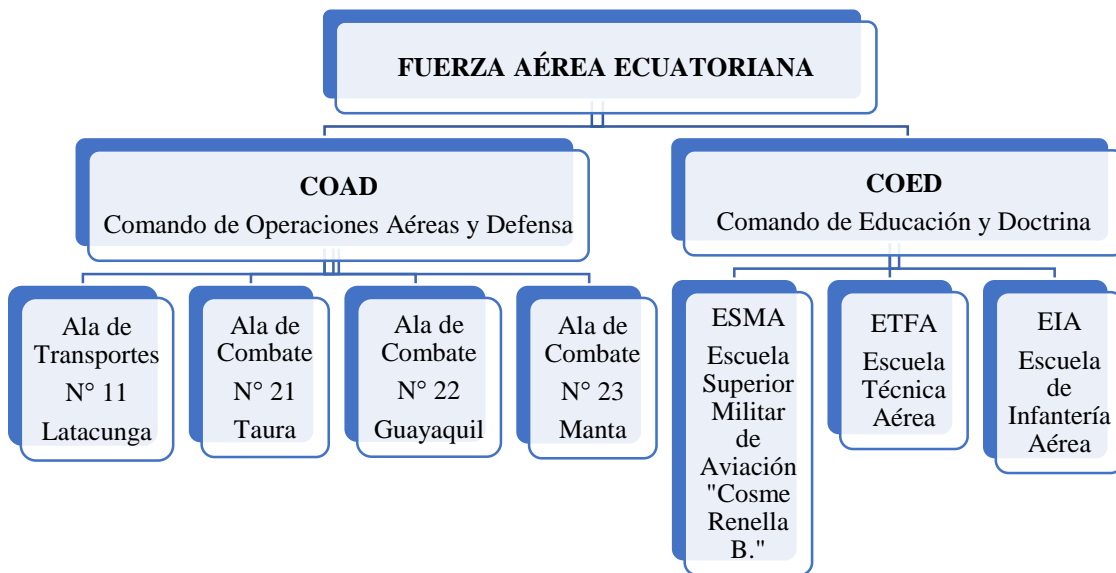 FUERZA AÉREA ECUATORIANA
COAD
Comando de Operaciones Aéreas y Defensa
COED
Comando de Educación y Doctrina
Ala de
Transportes
N° 11
Latacunga
Ala de
Combate
N° 21
Taura
Ala de
Combate
N° 22
Guayaquil
Ala de
Combate
N° 23
Manta
ESMA
Escuela
Superior
Militar
de
Aviación
"Cosme
Renella
B."
ETFA
Escuela
Técnica
Aérea
EIA
Escuela
de
Infantería
Aérea